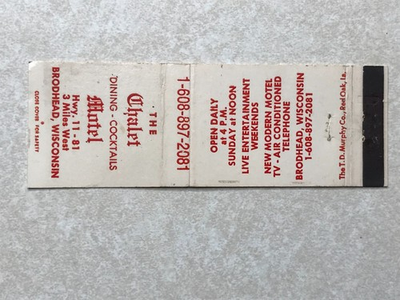 THE
Chalet
DINING - COCKTAILS
Motel
Hwy. 11 - 81
3 Miles West
BRODHEAD, WISCONSIN
CLOSE COVER FOR SAFETY
1-608-897-2081
OPEN DAILY
at 4 P.M.
SUNDAY at NOON
LIVE ENTERTAINMENT
WEEKENDS
NEW MODERN MOTEL
TV - AIR CONDITIONED
TELEPHONE
BRODHEAD, WISCONSIN
1-608-897-2081
The T. D. Murphy Co., Red Oak, Ia.